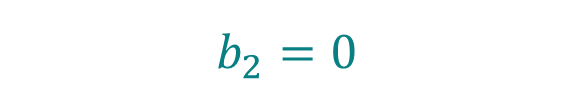 b₂ = 0